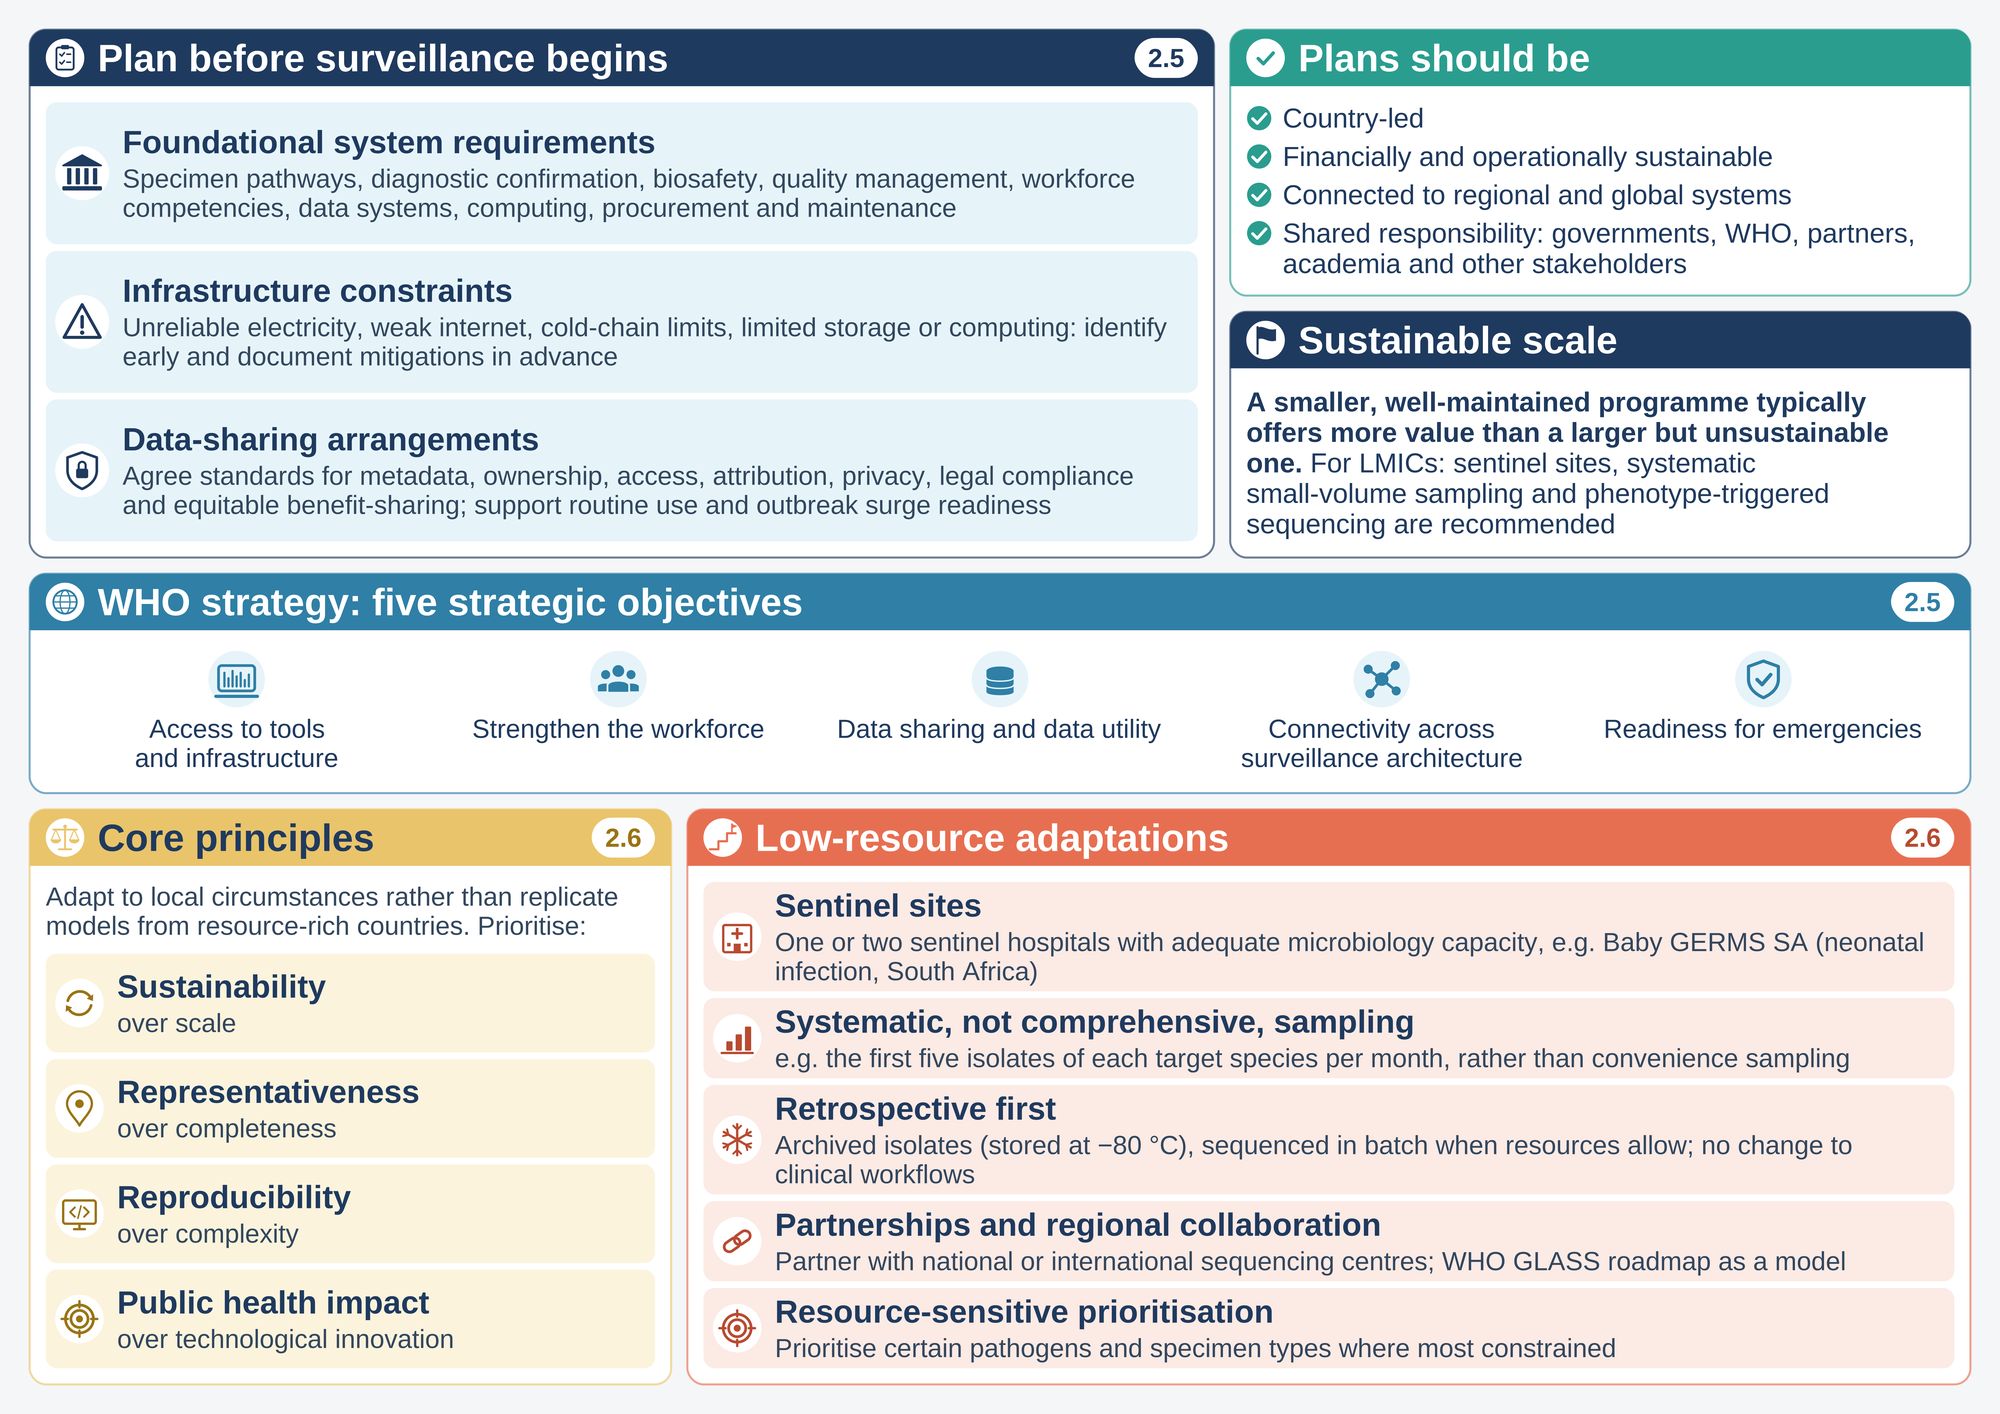 Plan before surveillance begins
2.5
Foundational system requirements
Specimen pathways, diagnostic confirmation, biosafety, quality management, workforce
competencies, data systems, computing, procurement and maintenance
Infrastructure constraints
Unreliable electricity, weak internet, cold-chain limits, limited storage or computing: identify
early and document mitigations in advance
Data-sharing arrangements
Agree standards for metadata, ownership, access, attribution, privacy, legal compliance
and equitable benefit-sharing; support routine use and outbreak surge readiness
Plans should be
Country-led
Financially and operationally sustainable
Connected to regional and global systems
Shared responsibility: governments, WHO, partners,
academia and other stakeholders
Sustainable scale
A smaller, well-maintained programme typically
offers more value than a larger but unsustainable
one. For LMICs: sentinel sites, systematic
small-volume sampling and phenotype-triggered
sequencing are recommended
WHO strategy: five strategic objectives
2.5
Access to tools
and infrastructure
Strengthen the workforce
Data sharing and data utility
Connectivity across
surveillance architecture
Readiness for emergencies
Core principles
2.6
Adapt to local circumstances rather than replicate
models from resource-rich countries. Prioritise:
Sustainability
over scale
Representativeness
over completeness
Reproducibility
over complexity
Public health impact
over technological innovation
Low-resource adaptations
2.6
Sentinel sites
One or two sentinel hospitals with adequate microbiology capacity, e.g. Baby GERMS SA (neonatal
infection, South Africa)
Systematic, not comprehensive, sampling
e.g. the first five isolates of each target species per month, rather than convenience sampling
Retrospective first
Archived isolates (stored at −80 °C), sequenced in batch when resources allow; no change to
clinical workflows
Partnerships and regional collaboration
Partner with national or international sequencing centres; WHO GLASS roadmap as a model
Resource-sensitive prioritisation
Prioritise certain pathogens and specimen types where most constrained